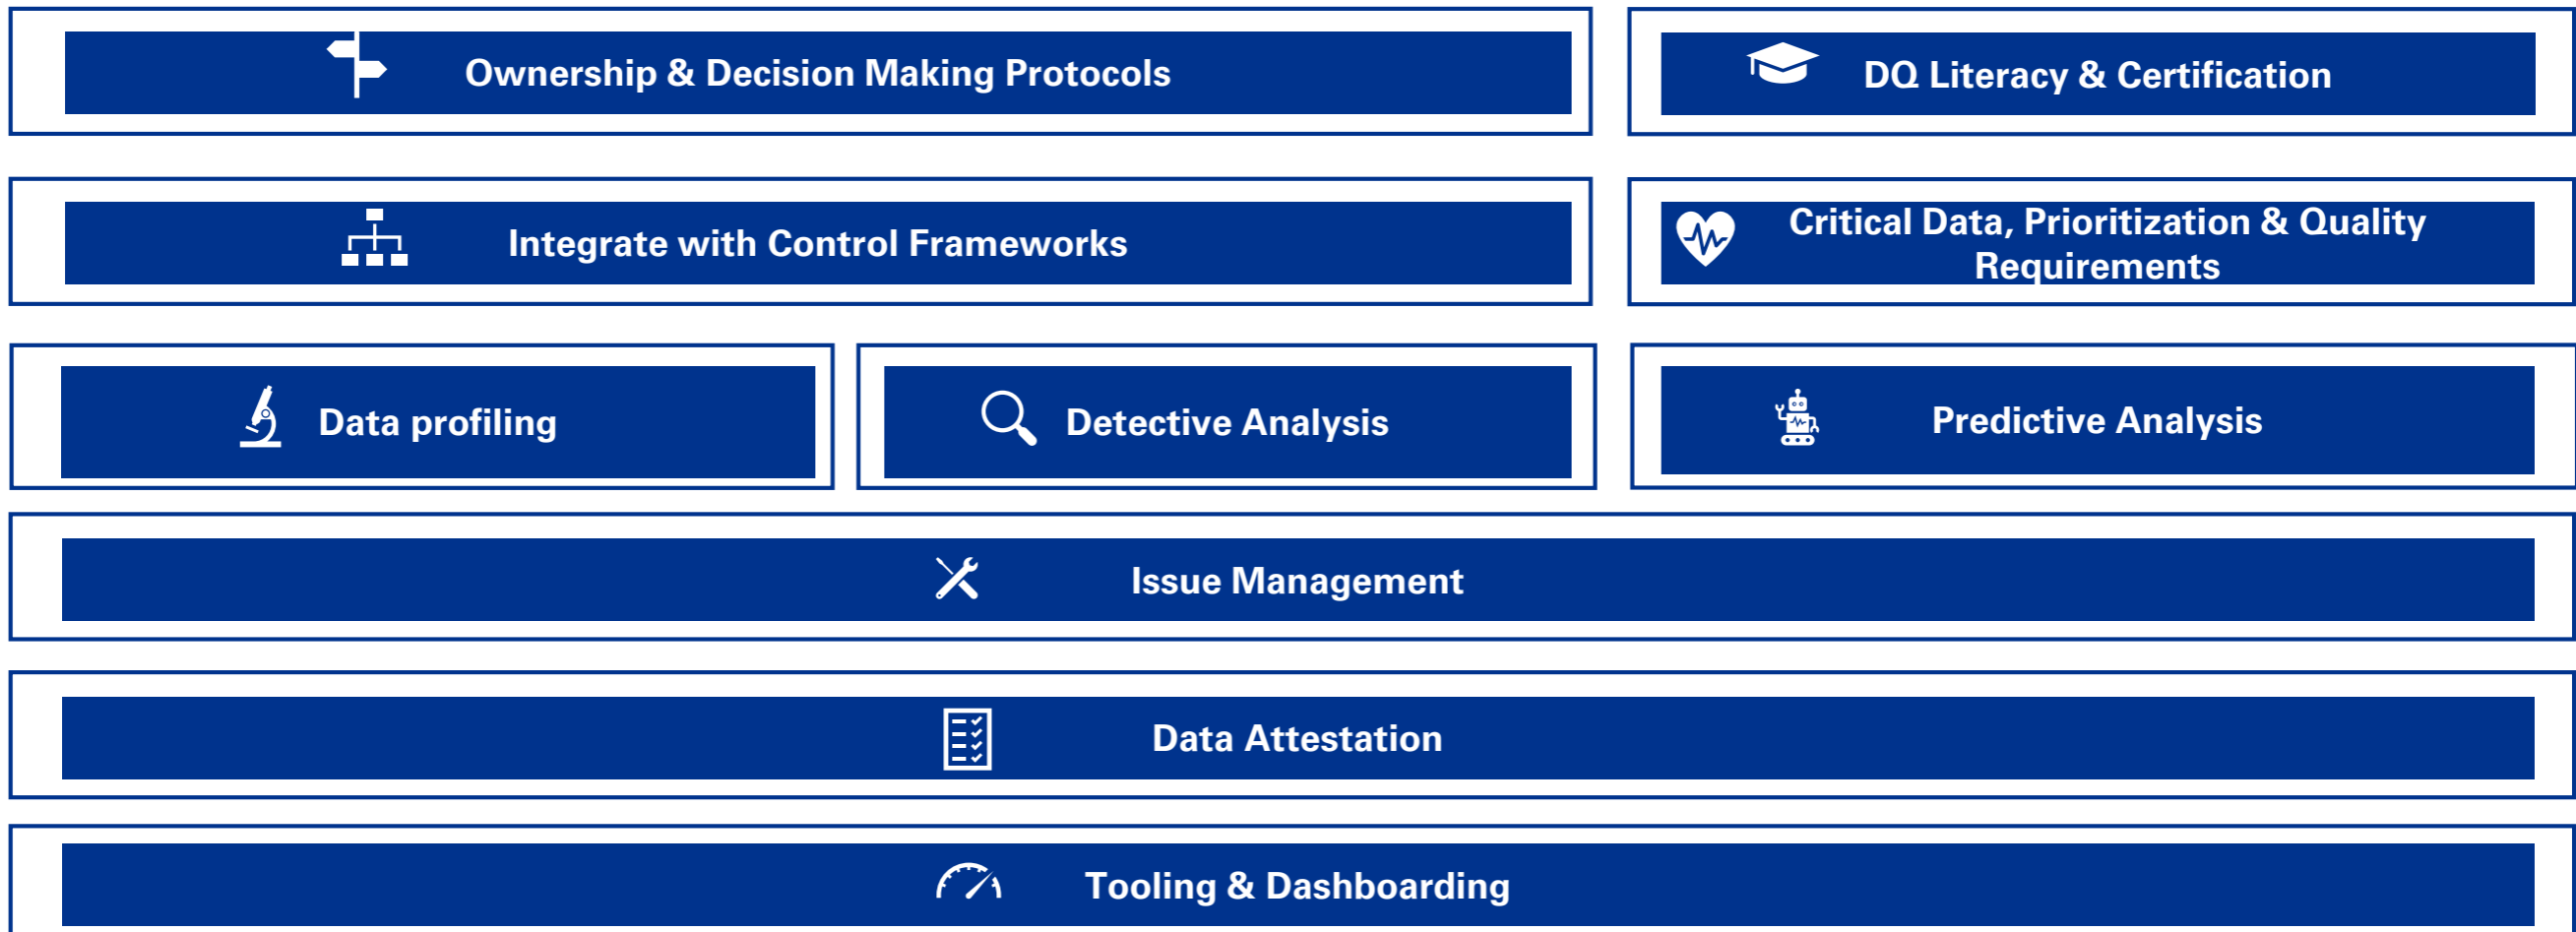 Ownership & Decision Making Protocols
DQ Literacy & Certification
Integrate with Control Frameworks
Critical Data, Prioritization & Quality
Requirements
Data profiling
Detective Analysis
Predictive Analysis
Issue Management
Data Attestation
Tooling & Dashboarding